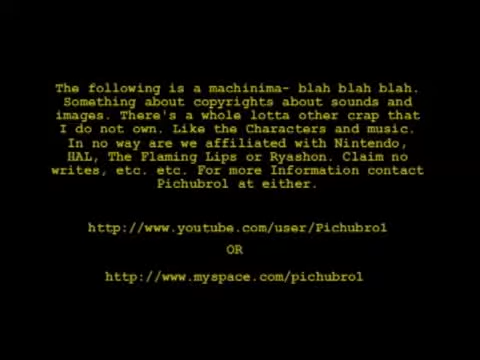 The following is a machinima- blah blah blah.
Something about copyrights about sounds and
images. There's a whole lotta other crap that
I do not own. Like the Characters and music.
In no way are we affiliated with Nintendo,
HAL, The Flaming Lips or Ryashon. Claim no
writes, etc. etc. For more Information contact
Pichubro1 at either.
http://www.youtube.com/user/Pichubro1
OR
http://www.myspace.com/pichubro1